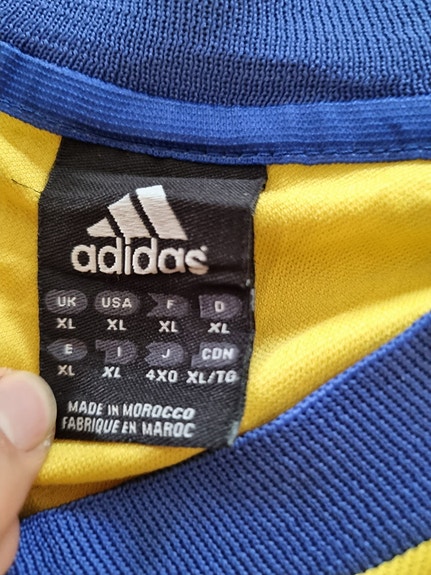 adidas
UK USA F D
XL XL XL XL
E I J CDN
XL XL 4XO XL/TG
MADE IN MOROCCO
FABRIQUE EN MAROC